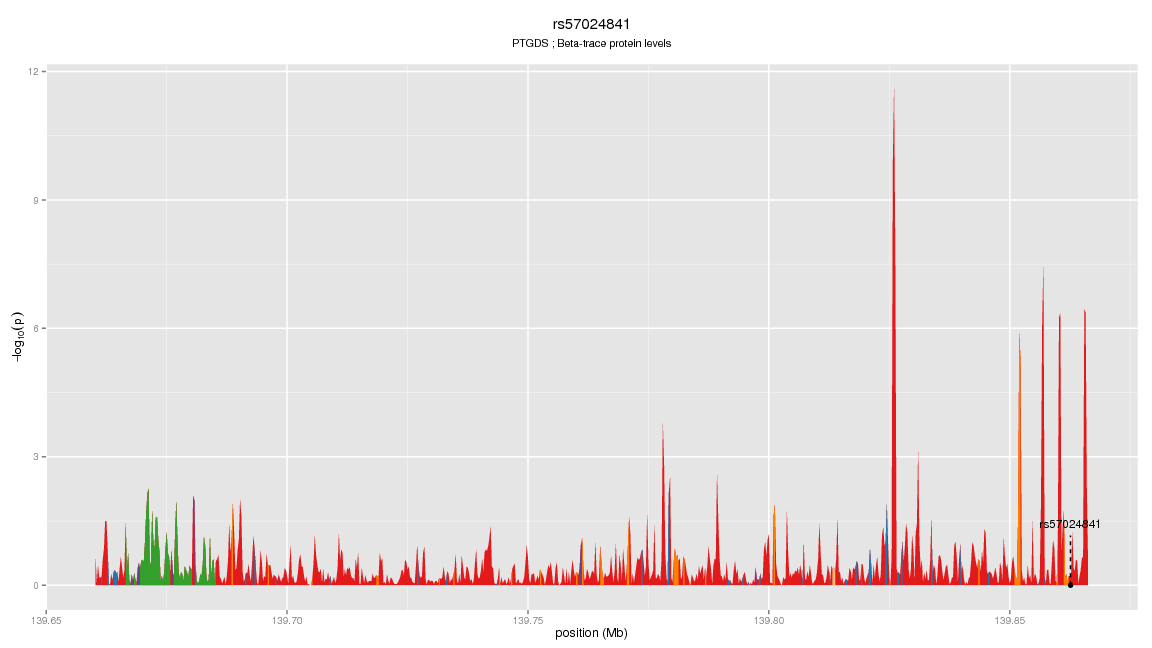 rs57024841
PTGDS ; Beta-trace protein levels
12
9
6
3
0
−log10(p)
rs57024841
139.65
139.70
139.75
139.80
139.85
position (Mb)